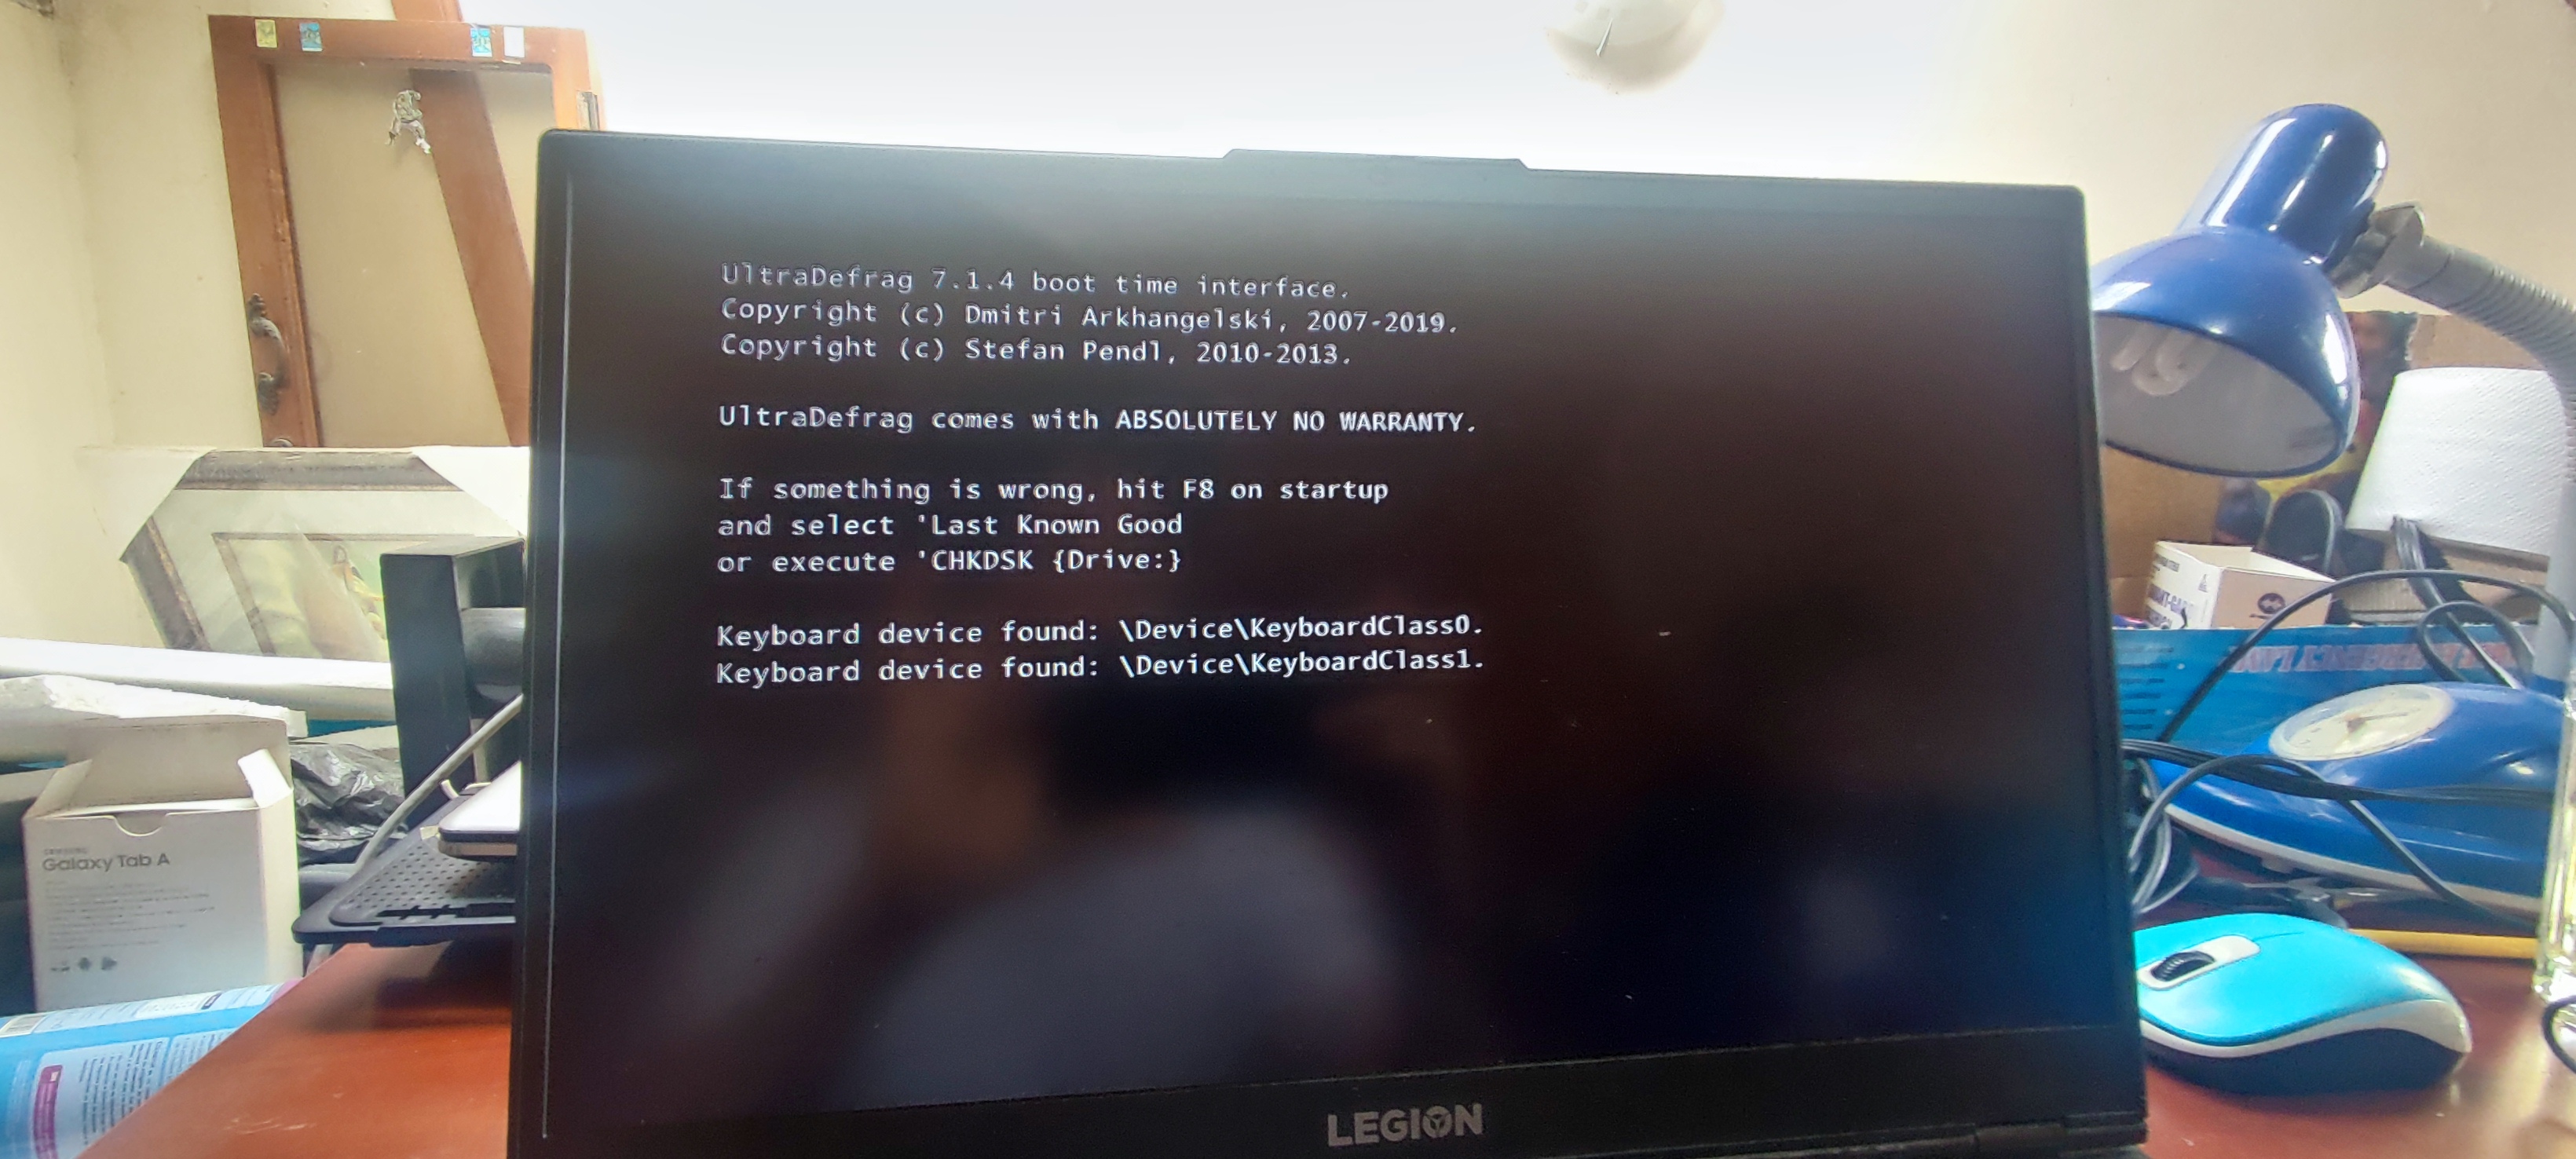 UltraDefrag 7.1.4 boot time interface.
Copyright (c) Dmitri Arkhangelski, 2007-2019.
Copyright (c) Stefan Pendl, 2010-2013.
UltraDefrag comes with ABSOLUTELY NO WARRANTY.
If something is wrong, hit F8 on startup
and select 'Last Known Good
or execute 'CHKDSK {Drive:}
Keyboard device found: \Device\KeyboardClass0.
Keyboard device found: \Device\KeyboardClass1.
LEGION
SAMSUNG
Galaxy Tab A